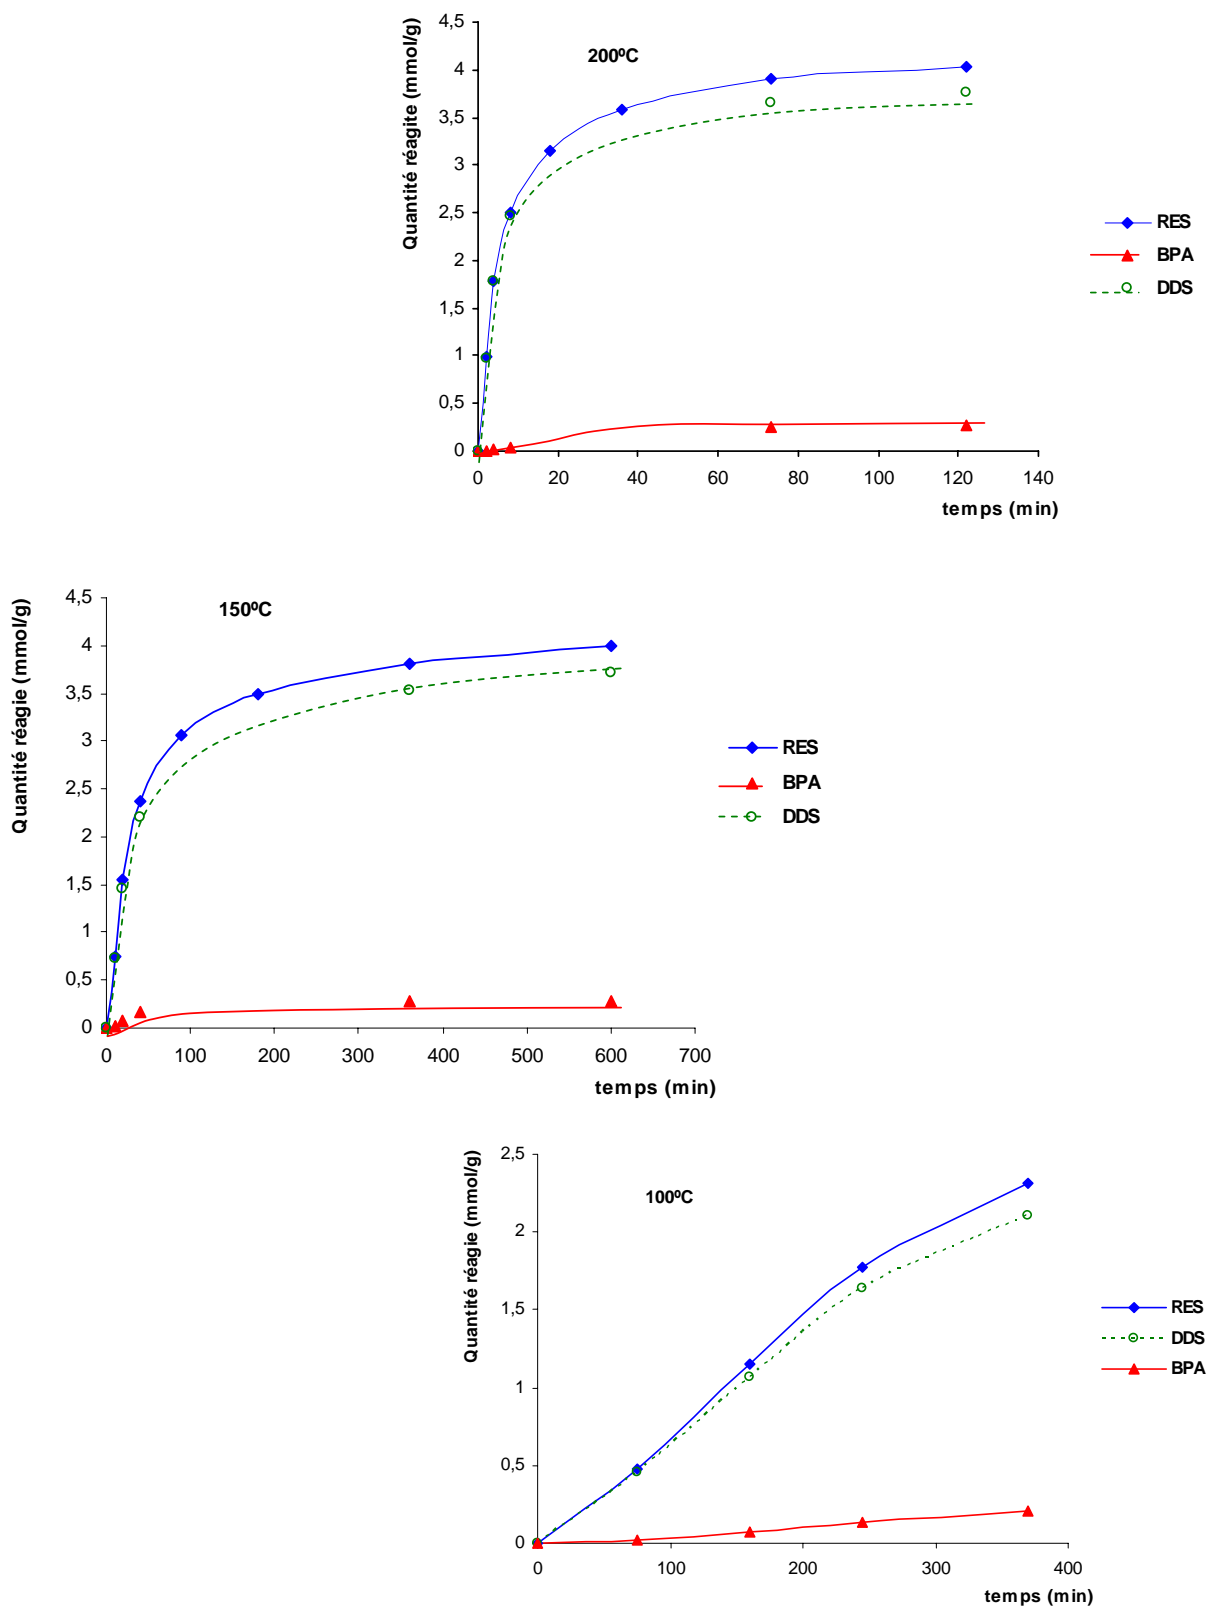 Quantité réagite (mmol/g)
200ºC
4,5
4
3,5
3
2,5
2
1,5
1
0,5
0
0 20 40 60 80 100 120 140
temps (min)
RES
BPA
DDS
Quantité réagie (mmol/g)
150ºC
4,5
4
3,5
3
2,5
2
1,5
1
0,5
0
0 100 200 300 400 500 600 700
temps (min)
RES
BPA
DDS
Quantité réagie (mmol/g)
100ºC
2,5
2
1,5
1
0,5
0
0 100 200 300 400
temps (min)
RES
DDS
BPA